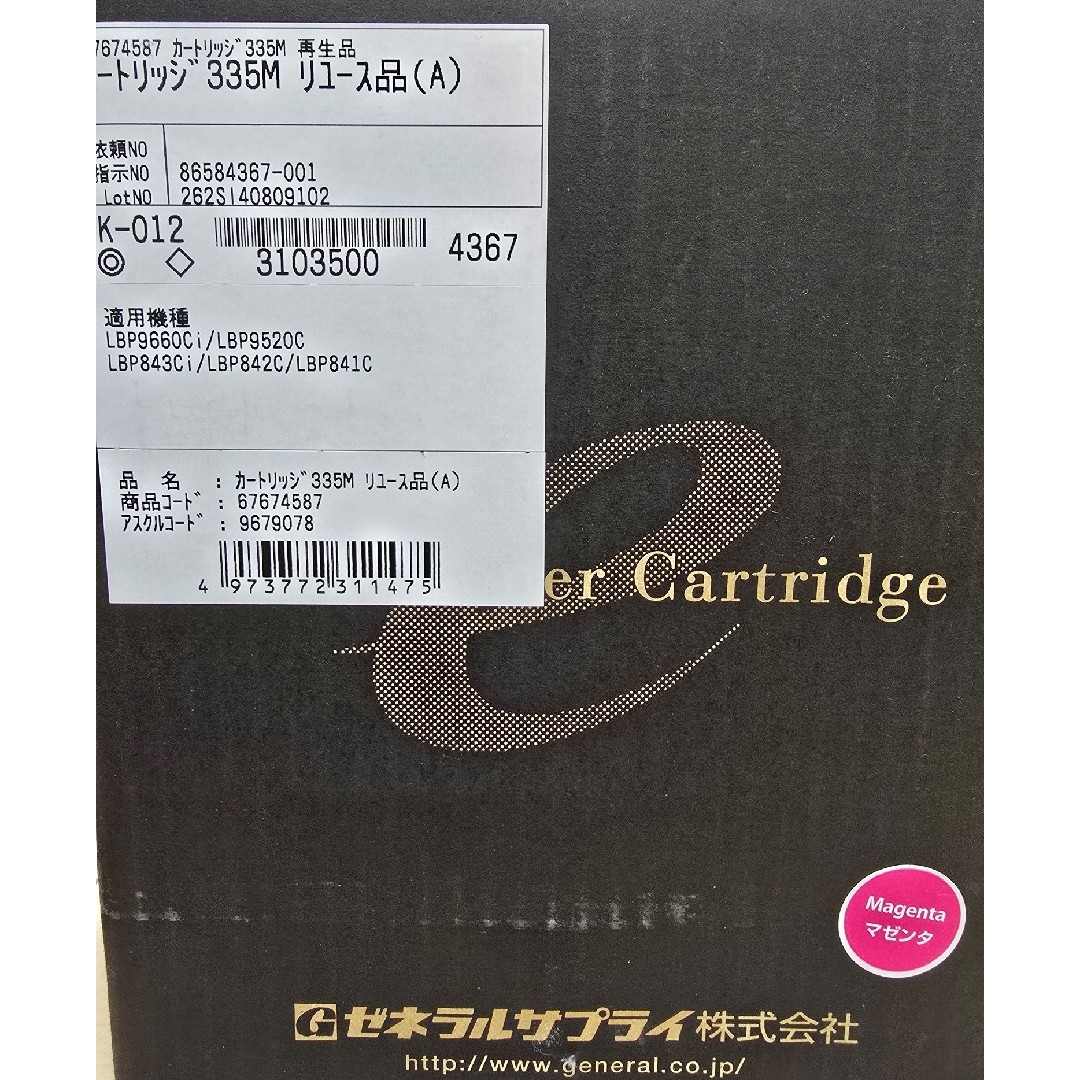 7674587 カートリッジ335M 再生品
ートリッジ335M リユース品(A)
依頼NO
指示NO 86584367-001
LotNO 262SI40809102
K-012
◎ ◇ 3103500 4367
適用機種
LBP9660Ci/LBP9520C
LBP843Ci/LBP842C/LBP841C
品 名 : カートリッジ335M リユース品(A)
商品コード : 67674587
アスクルコード : 9679078
4 973772 311475
er Cartridge
Magenta
マゼンタ
G ゼネラルサプライ株式会社
http://www.general.co.jp/